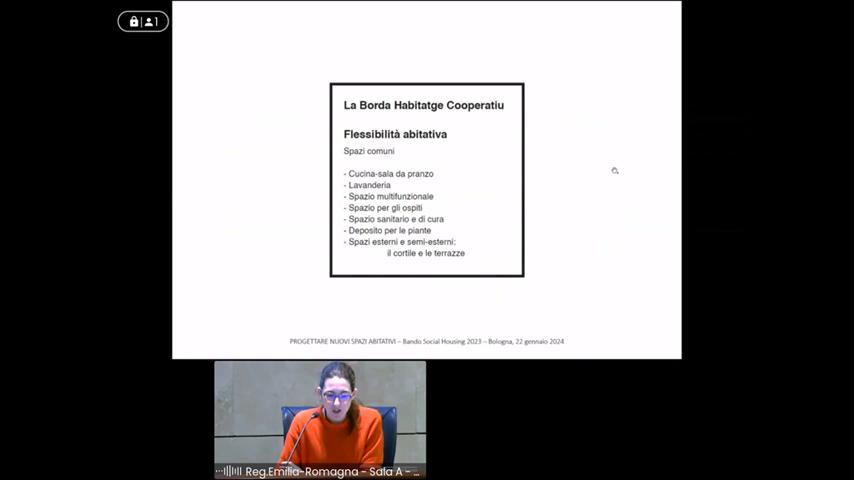 1
La Borda Habitatge Cooperatiu
Flessibilità abitativa
Spazi comuni
- Cucina-sala da pranzo
- Lavanderia
- Spazio multifunzionale
- Spazio per gli ospiti
- Spazio sanitario e di cura
- Deposito per le piante
- Spazi esterni e semi-esterni:
il cortile e le terrazze
PROGETTARE NUOVI SPAZI ABITATIVI – Bando Social Housing 2023 – Bologna, 22 gennaio 2024
Reg.Emilia-Romagna - Sala A - ...